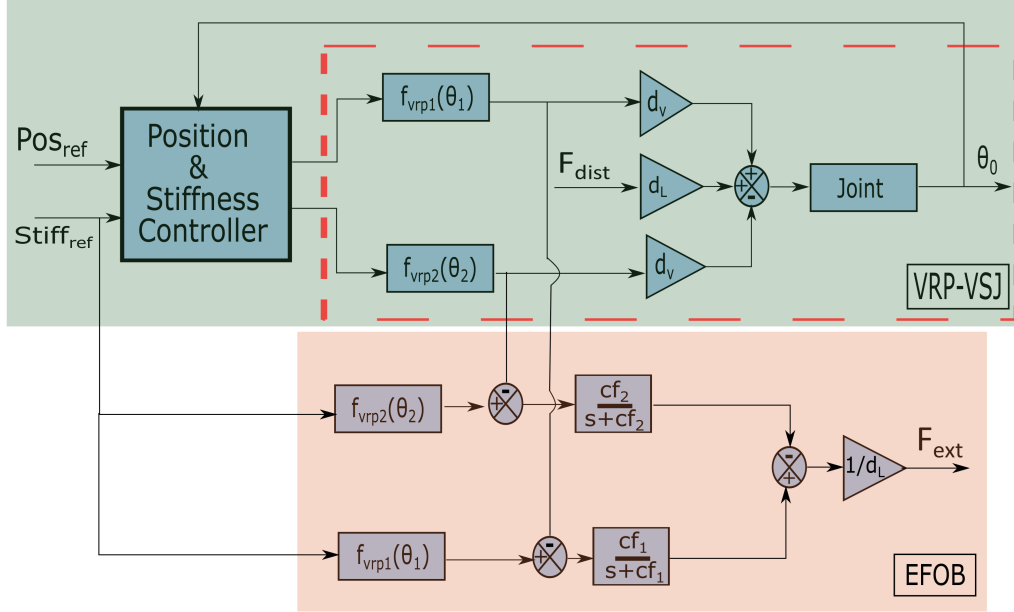 Pos_ref
Stiff_ref
Position
&
Stiffness
Controller
f_vrp1(θ_1)
f_vrp2(θ_2)
F_dist
d_v
d_L
d_v
+
+
-
Joint
θ_0
VRP-VSJ
f_vrp2(θ_2)
+
-
cf_2
s+cf_2
-
+
1/d_L
F_ext
f_vrp1(θ_1)
+
-
cf_1
s+cf_1
EFOB